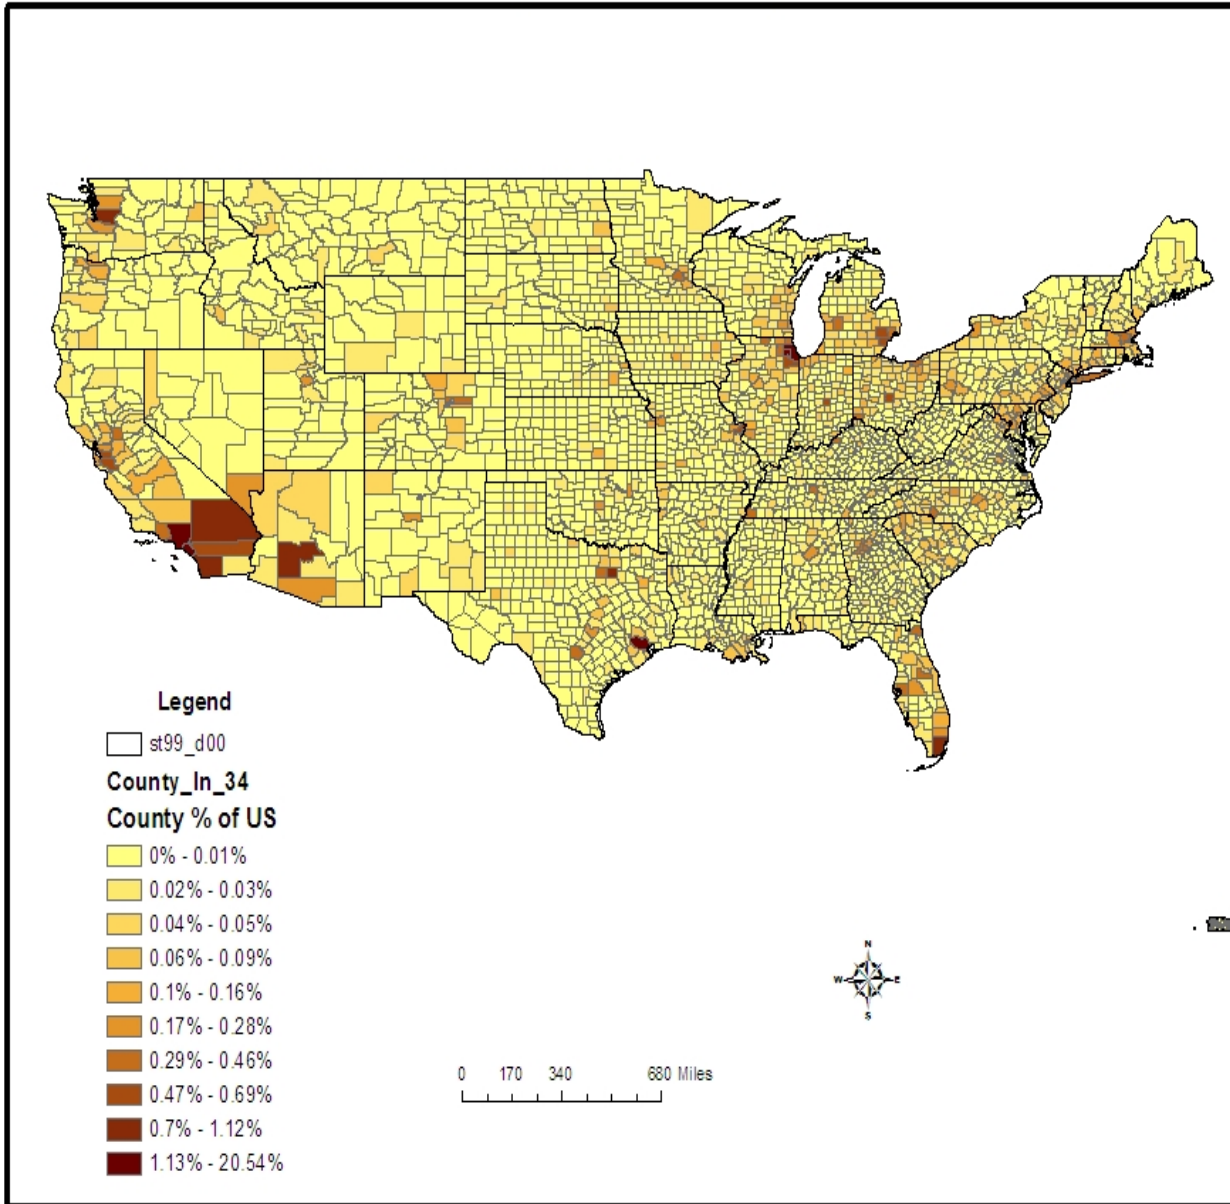 Legend
st99_d00
County_In_34
County % of US
0% - 0.01%
0.02% - 0.03%
0.04% - 0.05%
0.06% - 0.09%
0.1% - 0.16%
0.17% - 0.28%
0.29% - 0.46%
0.47% - 0.69%
0.7% - 1.12%
1.13% - 20.54%
N
W E
S
0 170 340 680 Miles